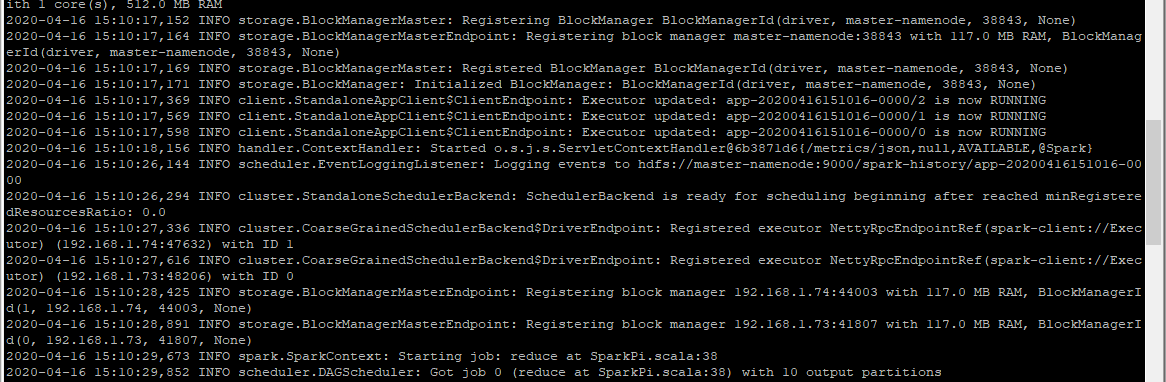 ith 1 core(s), 512.0 MB RAM
2020-04-16 15:10:17,152 INFO storage.BlockManagerMaster: Registering BlockManager BlockManagerId(driver, master-namenode, 38843, None)
2020-04-16 15:10:17,164 INFO storage.BlockManagerMasterEndpoint: Registering block manager master-namenode:38843 with 117.0 MB RAM, BlockManag
erId(driver, master-namenode, 38843, None)
2020-04-16 15:10:17,169 INFO storage.BlockManagerMaster: Registered BlockManager BlockManagerId(driver, master-namenode, 38843, None)
2020-04-16 15:10:17,171 INFO storage.BlockManager: Initialized BlockManager: BlockManagerId(driver, master-namenode, 38843, None)
2020-04-16 15:10:17,369 INFO client.StandaloneAppClient$ClientEndpoint: Executor updated: app-20200416151016-0000/2 is now RUNNING
2020-04-16 15:10:17,569 INFO client.StandaloneAppClient$ClientEndpoint: Executor updated: app-20200416151016-0000/1 is now RUNNING
2020-04-16 15:10:17,598 INFO client.StandaloneAppClient$ClientEndpoint: Executor updated: app-20200416151016-0000/0 is now RUNNING
2020-04-16 15:10:18,156 INFO handler.ContextHandler: Started o.s.j.s.ServletContextHandler@6b3871d6{/metrics/json,null,AVAILABLE,@Spark}
2020-04-16 15:10:26,144 INFO scheduler.EventLoggingListener: Logging events to hdfs://master-namenode:9000/spark-history/app-20200416151016-00
00
2020-04-16 15:10:26,294 INFO cluster.StandaloneSchedulerBackend: SchedulerBackend is ready for scheduling beginning after reached minRegistere
dResourcesRatio: 0.0
2020-04-16 15:10:27,336 INFO cluster.CoarseGrainedSchedulerBackend$DriverEndpoint: Registered executor NettyRpcEndpointRef(spark-client://Exec
utor) (192.168.1.74:47632) with ID 1
2020-04-16 15:10:27,616 INFO cluster.CoarseGrainedSchedulerBackend$DriverEndpoint: Registered executor NettyRpcEndpointRef(spark-client://Exec
utor) (192.168.1.73:48206) with ID 0
2020-04-16 15:10:28,425 INFO storage.BlockManagerMasterEndpoint: Registering block manager 192.168.1.74:44003 with 117.0 MB RAM, BlockManagerI
d(1, 192.168.1.74, 44003, None)
2020-04-16 15:10:28,891 INFO storage.BlockManagerMasterEndpoint: Registering block manager 192.168.1.73:41807 with 117.0 MB RAM, BlockManagerI
d(0, 192.168.1.73, 41807, None)
2020-04-16 15:10:29,673 INFO spark.SparkContext: Starting job: reduce at SparkPi.scala:38
2020-04-16 15:10:29,852 INFO scheduler.DAGScheduler: Got job 0 (reduce at SparkPi.scala:38) with 10 output partitions